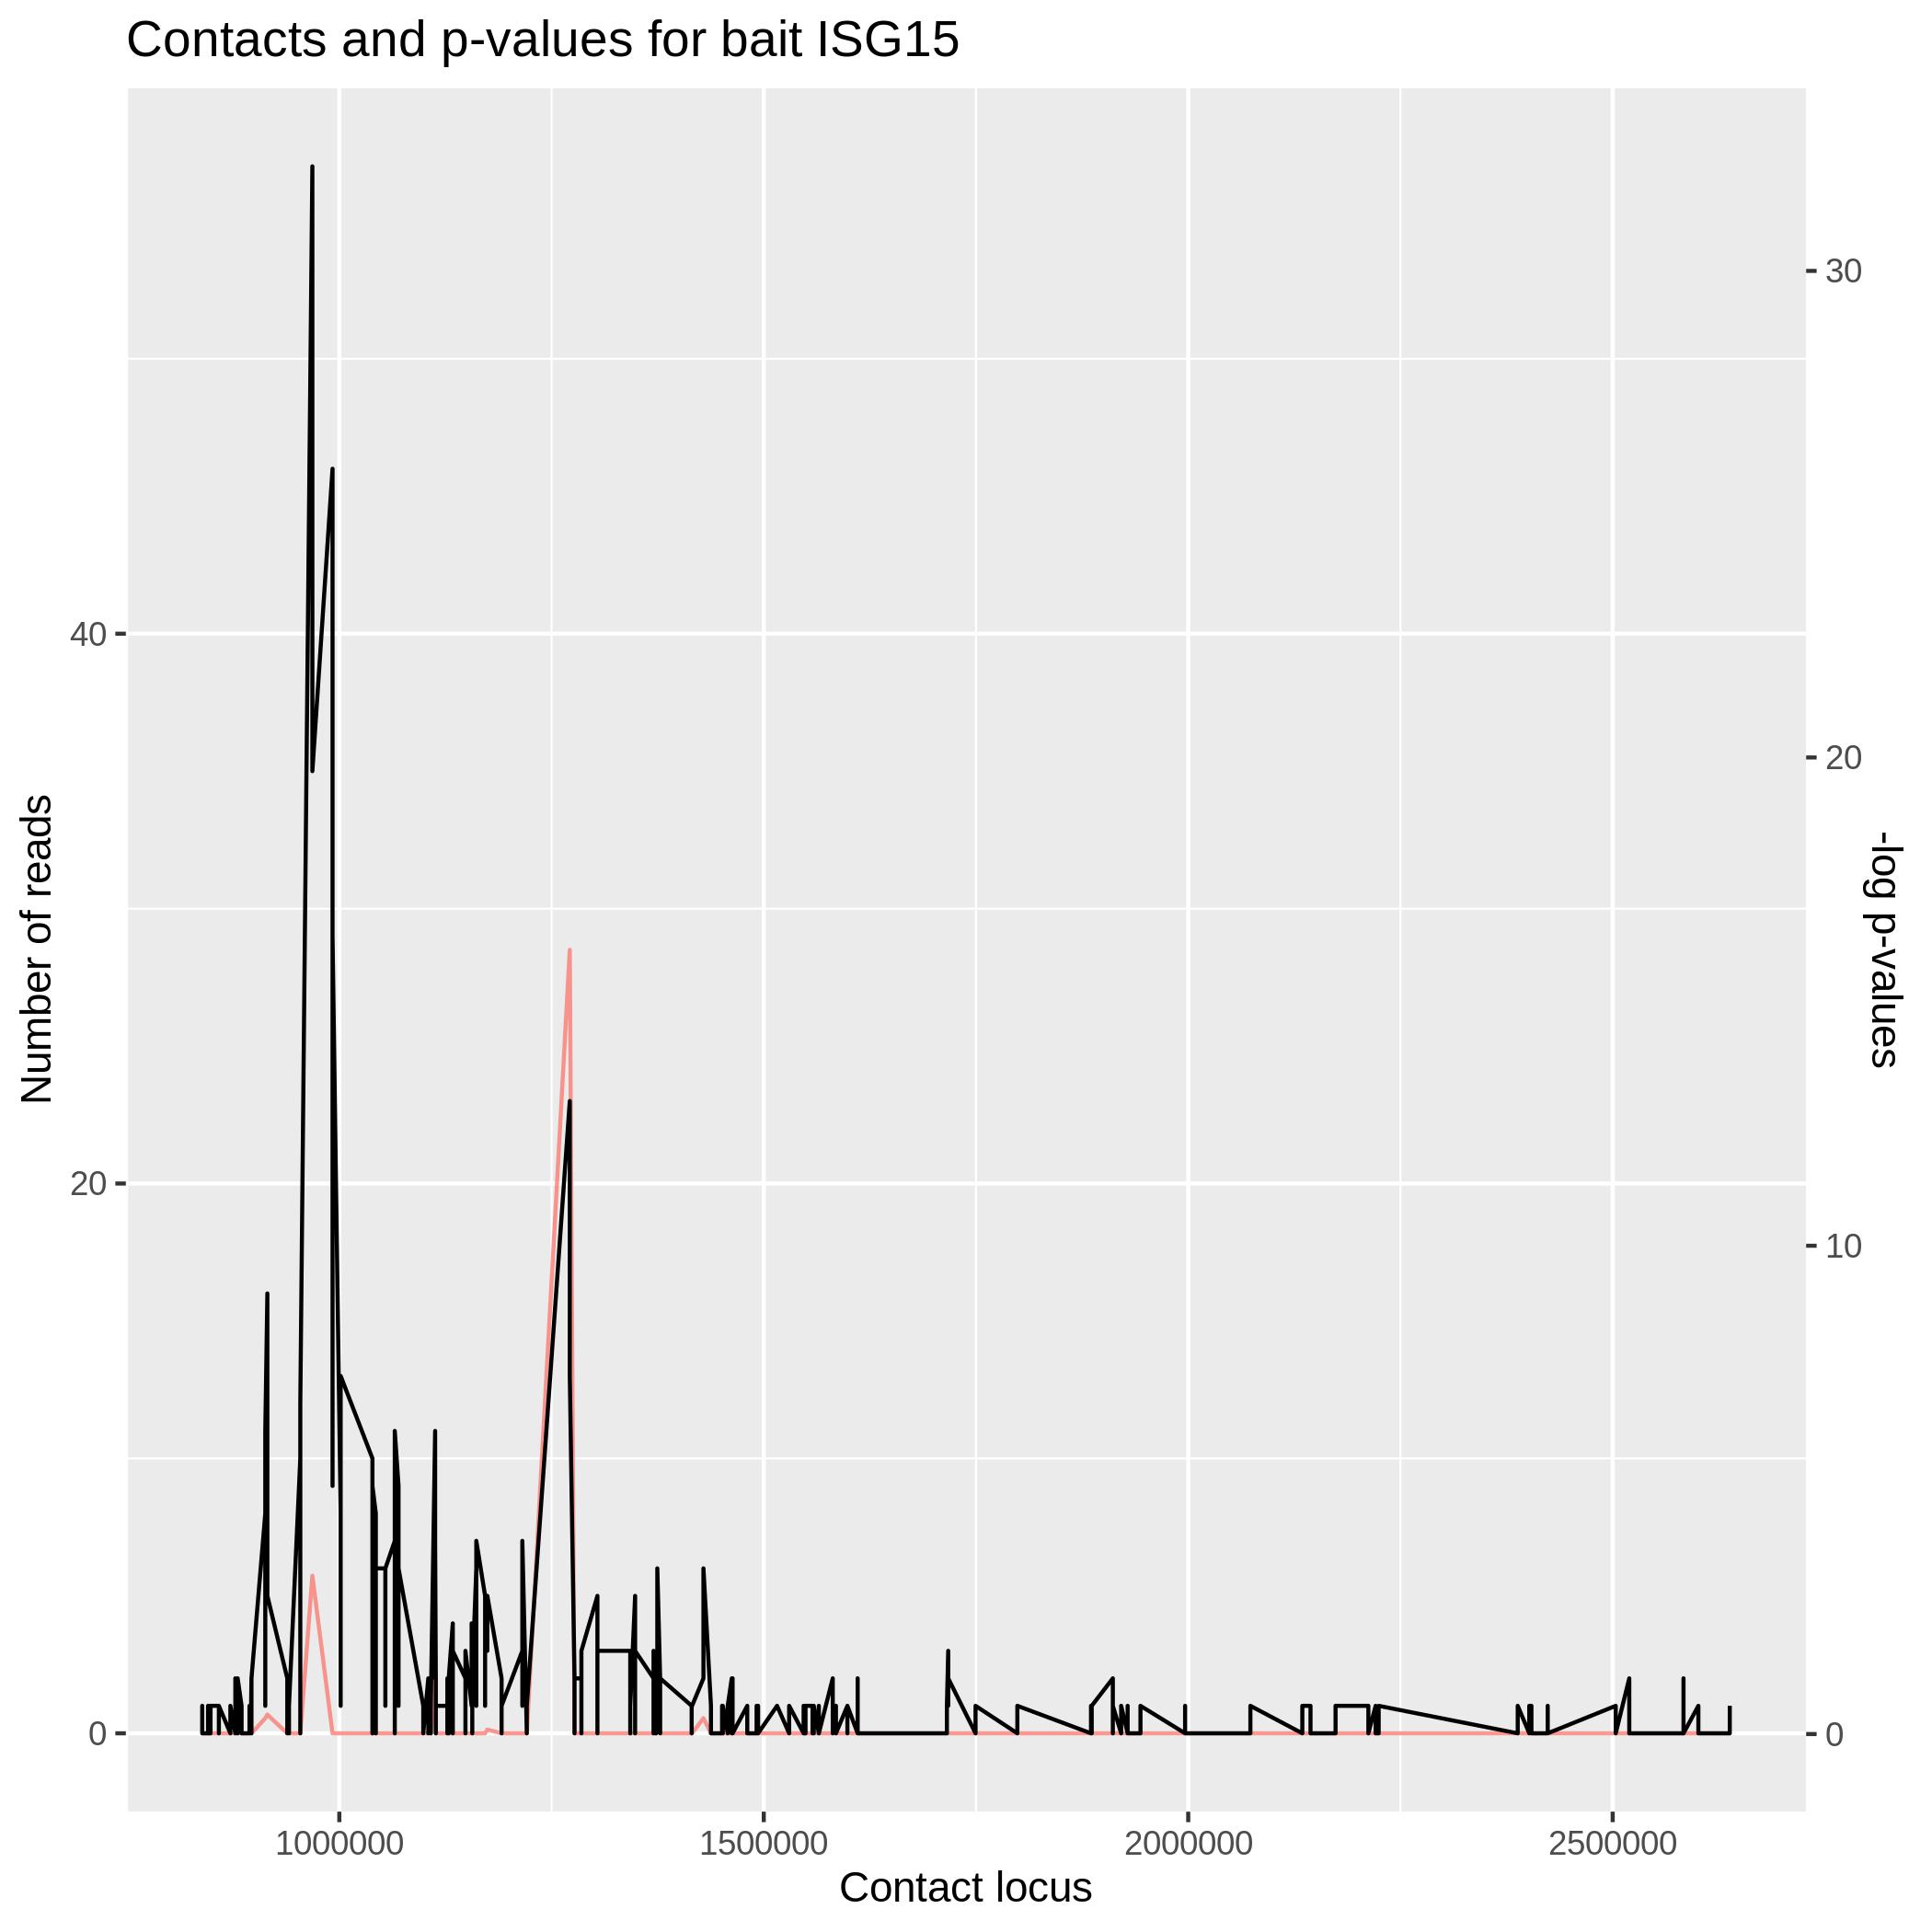 Contacts and p-values for bait ISG15
Number of reads
40
20
0
30
20
10
0
-log p-values
1000000 1500000 2000000 2500000
Contact locus